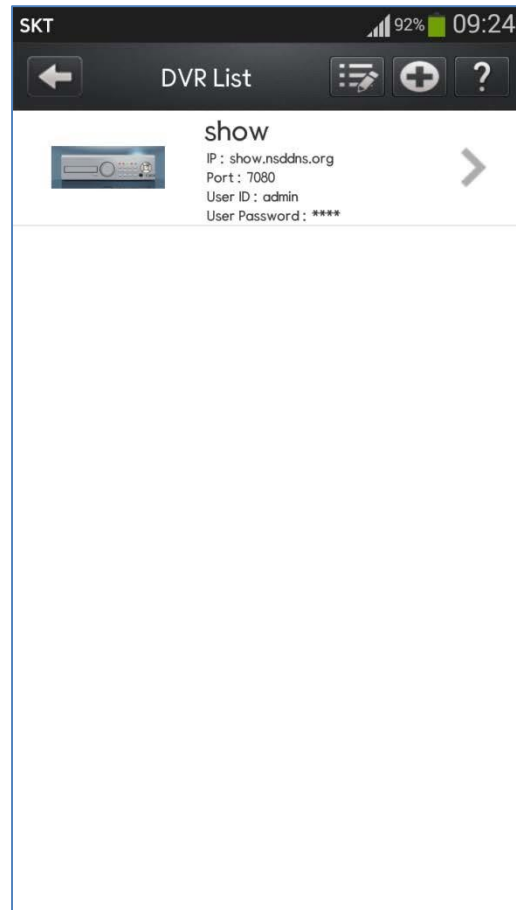 SKT 92% 09:24
DVR List ?
show
IP : show.nsddns.org
Port : 7080
User ID : admin
User Password : ****